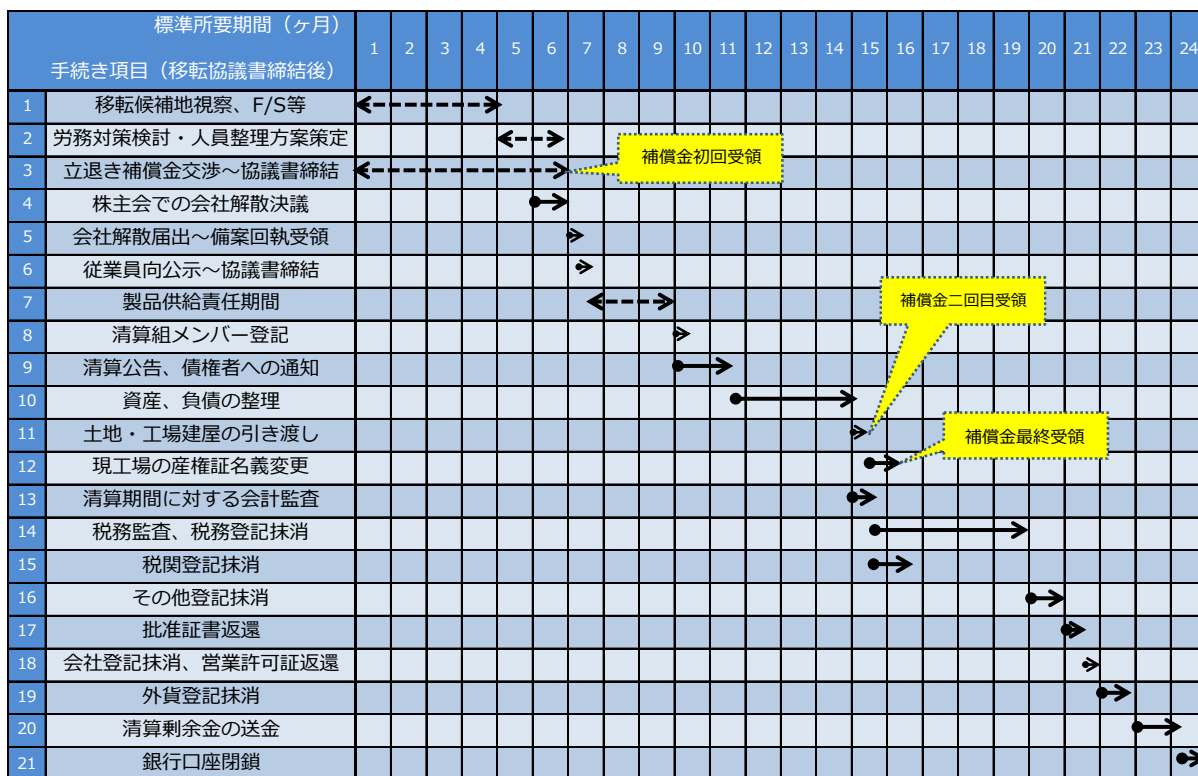 標準所要期間（ヶ月）
手続き項目（移転協議書締結後）
1 2 3 4 5 6 7 8 9 10 11 12 13 14 15 16 17 18 19 20 21 22 23 24
1 移転候補地視察、F/S等
2 労務対策検討・人員整理方案策定
3 立退き補償金交渉～協議書締結
補償金初回受領
4 株主会での会社解散決議
5 会社解散届出～備案回執受領
6 従業員向公示～協議書締結
7 製品供給責任期間
補償金二回目受領
8 清算組メンバー登記
9 清算公告、債権者への通知
10 資産、負債の整理
11 土地・工場建屋の引き渡し
補償金最終受領
12 現工場の産権証名義変更
13 清算期間に対する会計監査
14 税務監査、税務登記抹消
15 税関登記抹消
16 その他登記抹消
17 批准証書返還
18 会社登記抹消、営業許可証返還
19 外貨登記抹消
20 清算剰余金の送金
21 銀行口座閉鎖